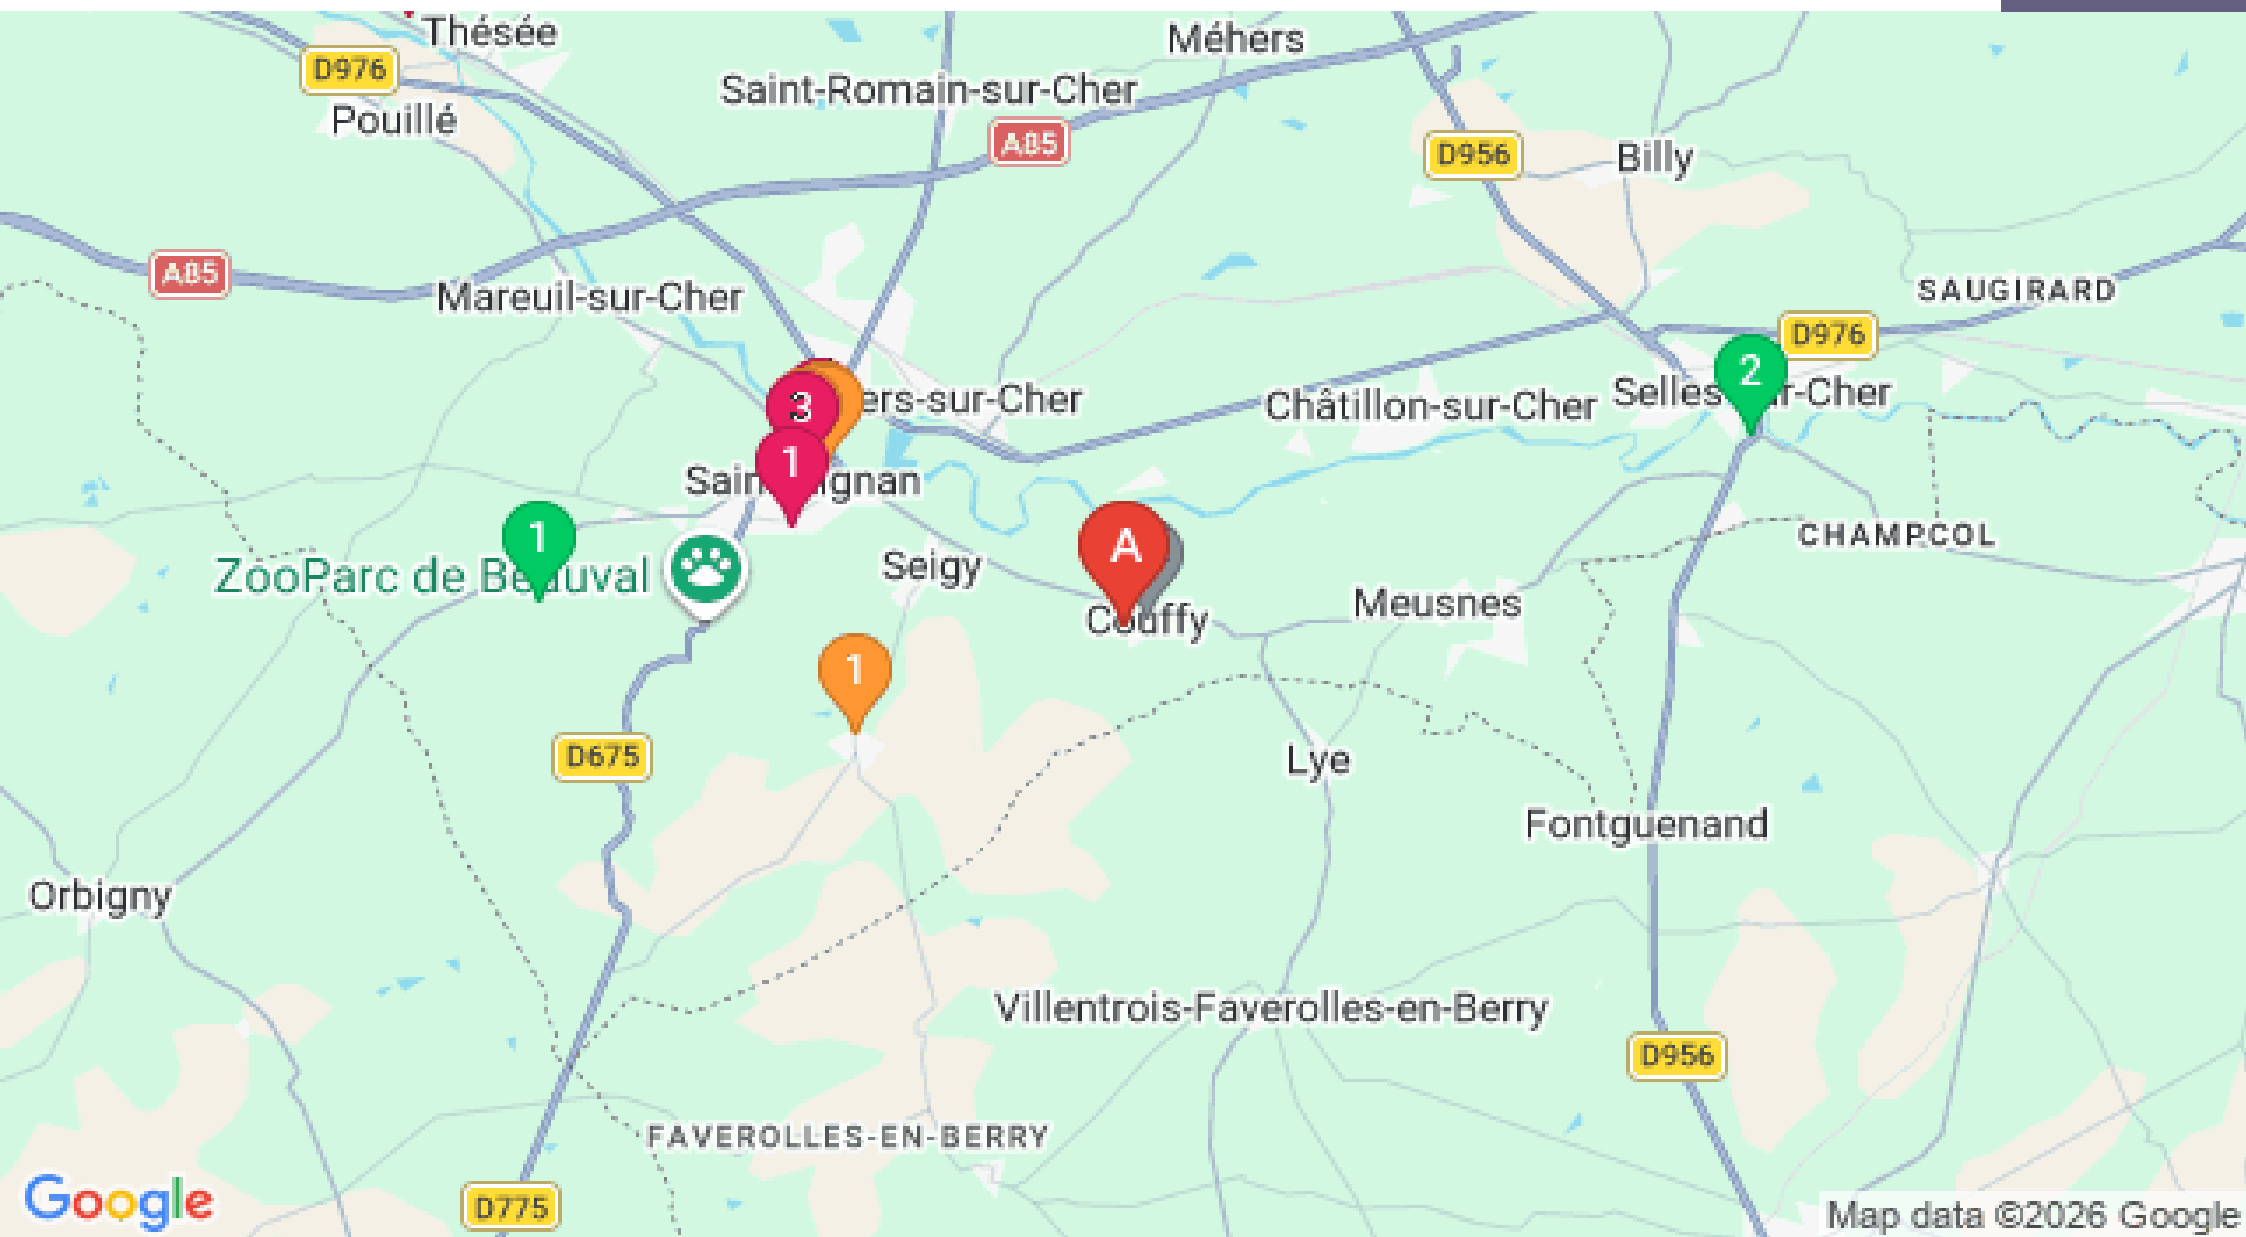 Thésée
Méhers
D976
Saint-Romain-sur-Cher
Pouillé
A85
D956
Billy
A85
Mareuil-sur-Cher
SAUGIRARD
D976
2
3
ers-sur-Cher
Châtillon-sur-Cher
Selles r-Cher
1
Sain ignan
1
A
CHAMPCOL
ZooParc de Beauval
Seigy
Couffy
Meusnes
1
D675
Lye
Fontguenand
Orbigny
Villentrois-Faverolles-en-Berry
D956
FAVEROLLES-EN-BERRY
Google
D775
Map data ©2026 Google